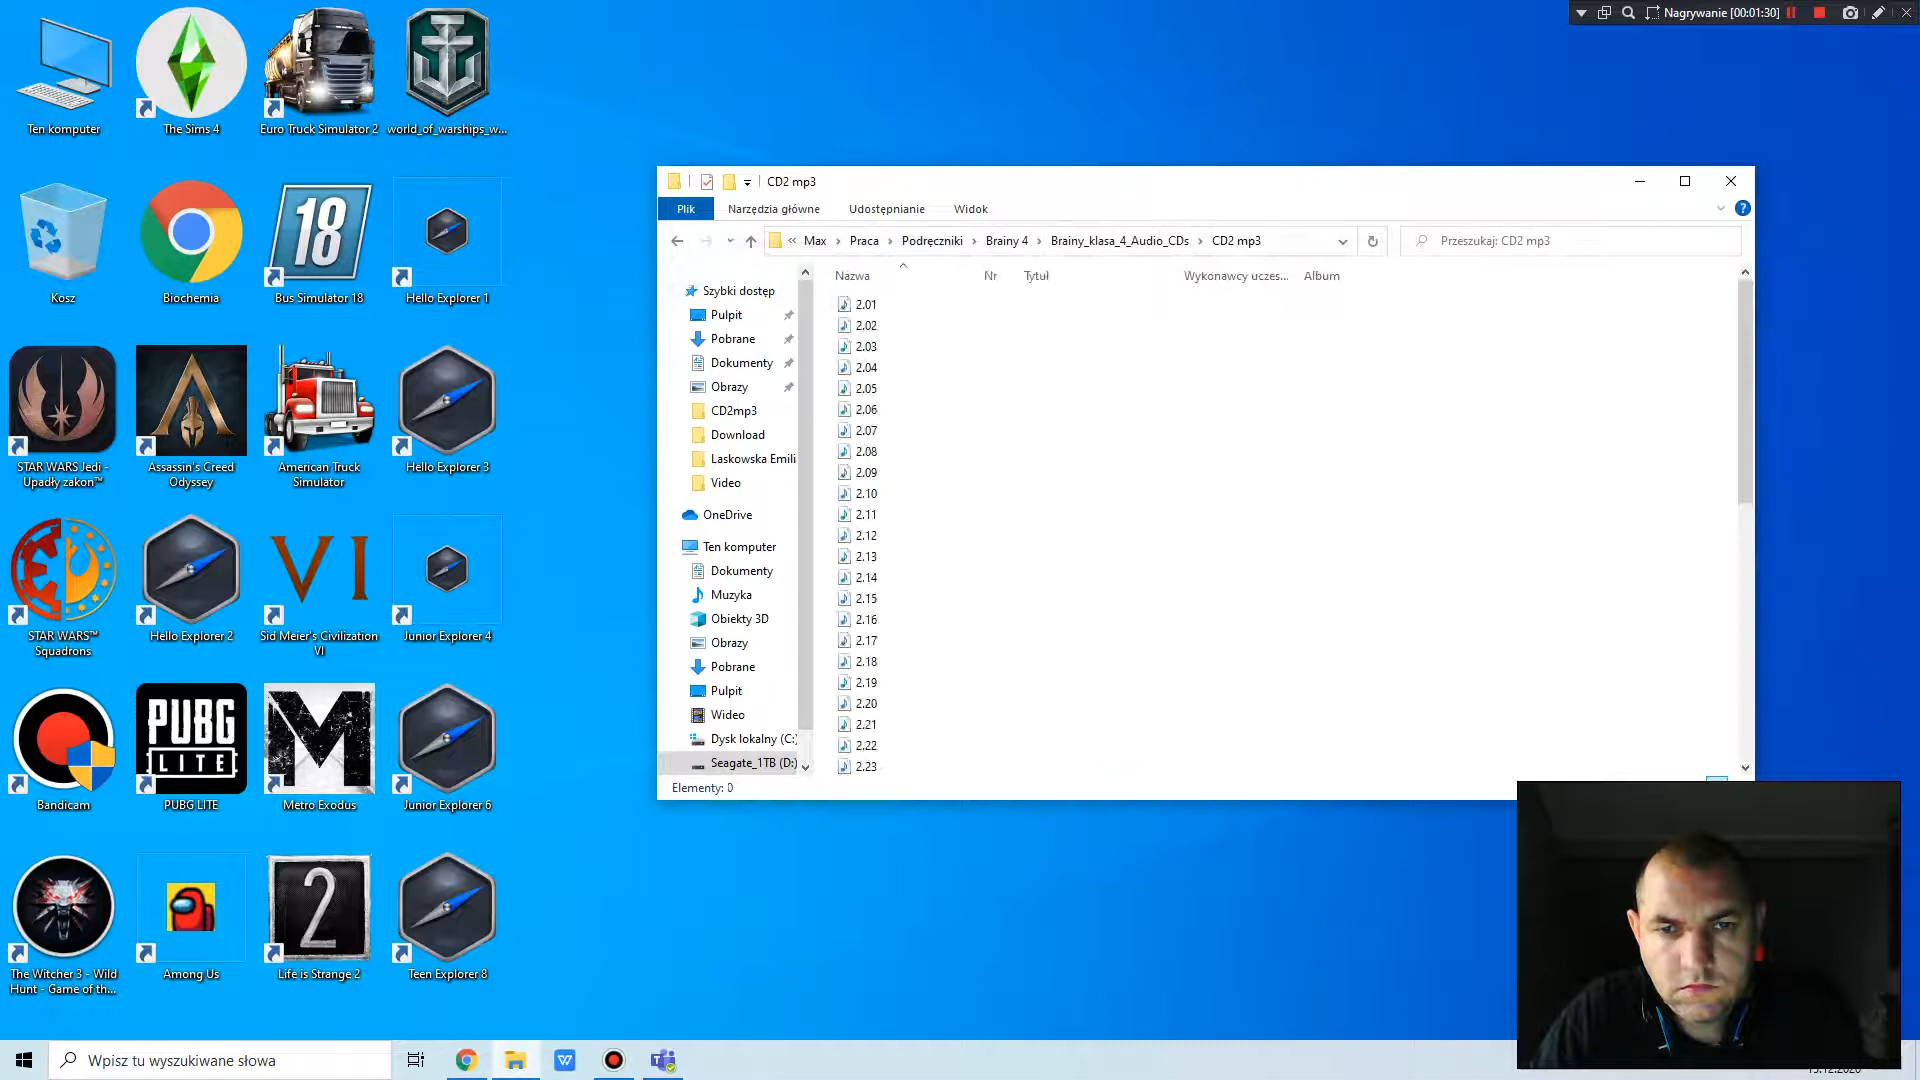 Nagrywanie [00:01:30]
Ten komputer
The Sims 4
Euro Truck Simulator 2
world_of_warships_w...
Kosz
Biochemia
18
Bus Simulator 18
Hello Explorer 1
STAR WARS Jedi -
Upadły zakon™
Assassin's Creed
Odyssey
American Truck
Simulator
Hello Explorer 3
STAR WARS™
Squadrons
Hello Explorer 2
VI
Sid Meier's Civilization
VI
Junior Explorer 4
Bandicam
PUBG
LITE
PUBG LITE
M
Metro Exodus
Junior Explorer 6
The Witcher 3 - Wild
Hunt - Game of th...
Among Us
2
Life is Strange 2
Teen Explorer 8
CD2 mp3
Plik
Narzędzia główne
Udostępnianie
Widok
« Max › Praca › Podręczniki › Brainy 4 › Brainy_klasa_4_Audio_CDs › CD2 mp3
Przeszukaj: CD2 mp3
Szybki dostęp
Pulpit
Pobrane
Dokumenty
Obrazy
CD2mp3
Download
Laskowska Emili
Video
OneDrive
Ten komputer
Dokumenty
Muzyka
Obiekty 3D
Obrazy
Pobrane
Pulpit
Wideo
Dysk lokalny (C:)
Seagate_1TB (D:)
Nazwa
Nr
Tytuł
Wykonawcy uczes...
Album
2.01
2.02
2.03
2.04
2.05
2.06
2.07
2.08
2.09
2.10
2.11
2.12
2.13
2.14
2.15
2.16
2.17
2.18
2.19
2.20
2.21
2.22
2.23
Elementy: 0
Wpisz tu wyszukiwane słowa